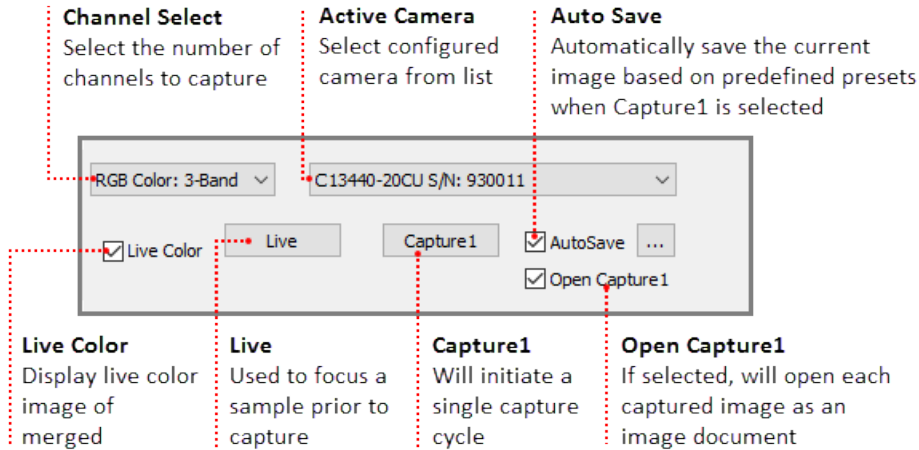 Channel Select
Select the number of
channels to capture
Active Camera
Select configured
camera from list
Auto Save
Automatically save the current
image based on predefined presets
when Capture1 is selected
RGB Color: 3-Band
C13440-20CU S/N: 930011
Live Color
Live
Capture1
AutoSave
...
Open Capture1
Live Color
Display live color
image of
merged
Live
Used to focus a
sample prior to
capture
Capture1
Will initiate a
single capture
cycle
Open Capture1
If selected, will open each
captured image as an
image document